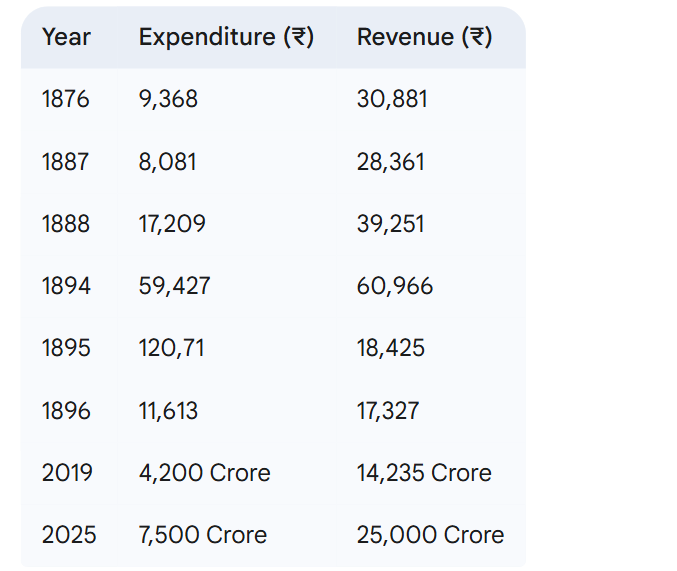 Year Expenditure (₹) Revenue (₹)
1876 9,368 30,881
1887 8,081 28,361
1888 17,209 39,251
1894 59,427 60,966
1895 120,71 18,425
1896 11,613 17,327
2019 4,200 Crore 14,235 Crore
2025 7,500 Crore 25,000 Crore